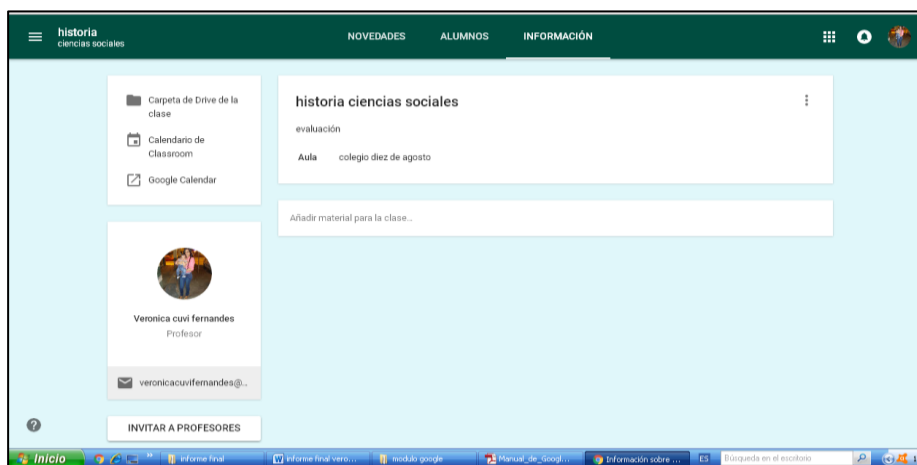 historia
ciencias sociales
NOVEDADES ALUMNOS INFORMACIÓN
Carpeta de Drive de la
clase
Calendario de
Classroom
Google Calendar
historia ciencias sociales
evaluación
Aula colegio diez de agosto
Añadir material para la clase...
Veronica cuvi fernandes
Profesor
veronicacuvifernandes@...
INVITAR A PROFESORES
Inicio informe final informe final vero... modulo google Manual_de_Googl... Información sobre ... ES Búsqueda en el escritorio